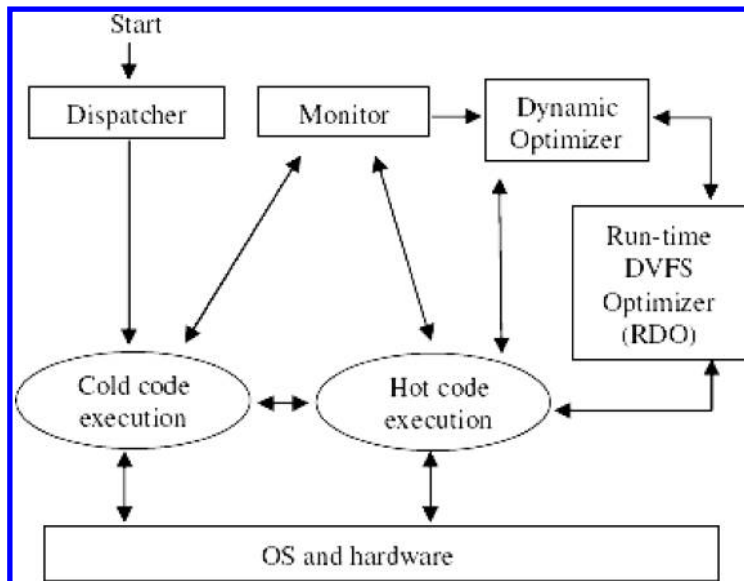 Start
Dispatcher
Monitor
Dynamic
Optimizer
Run-time
DVFS
Optimizer
(RDO)
Cold code
execution
Hot code
execution
OS and hardware